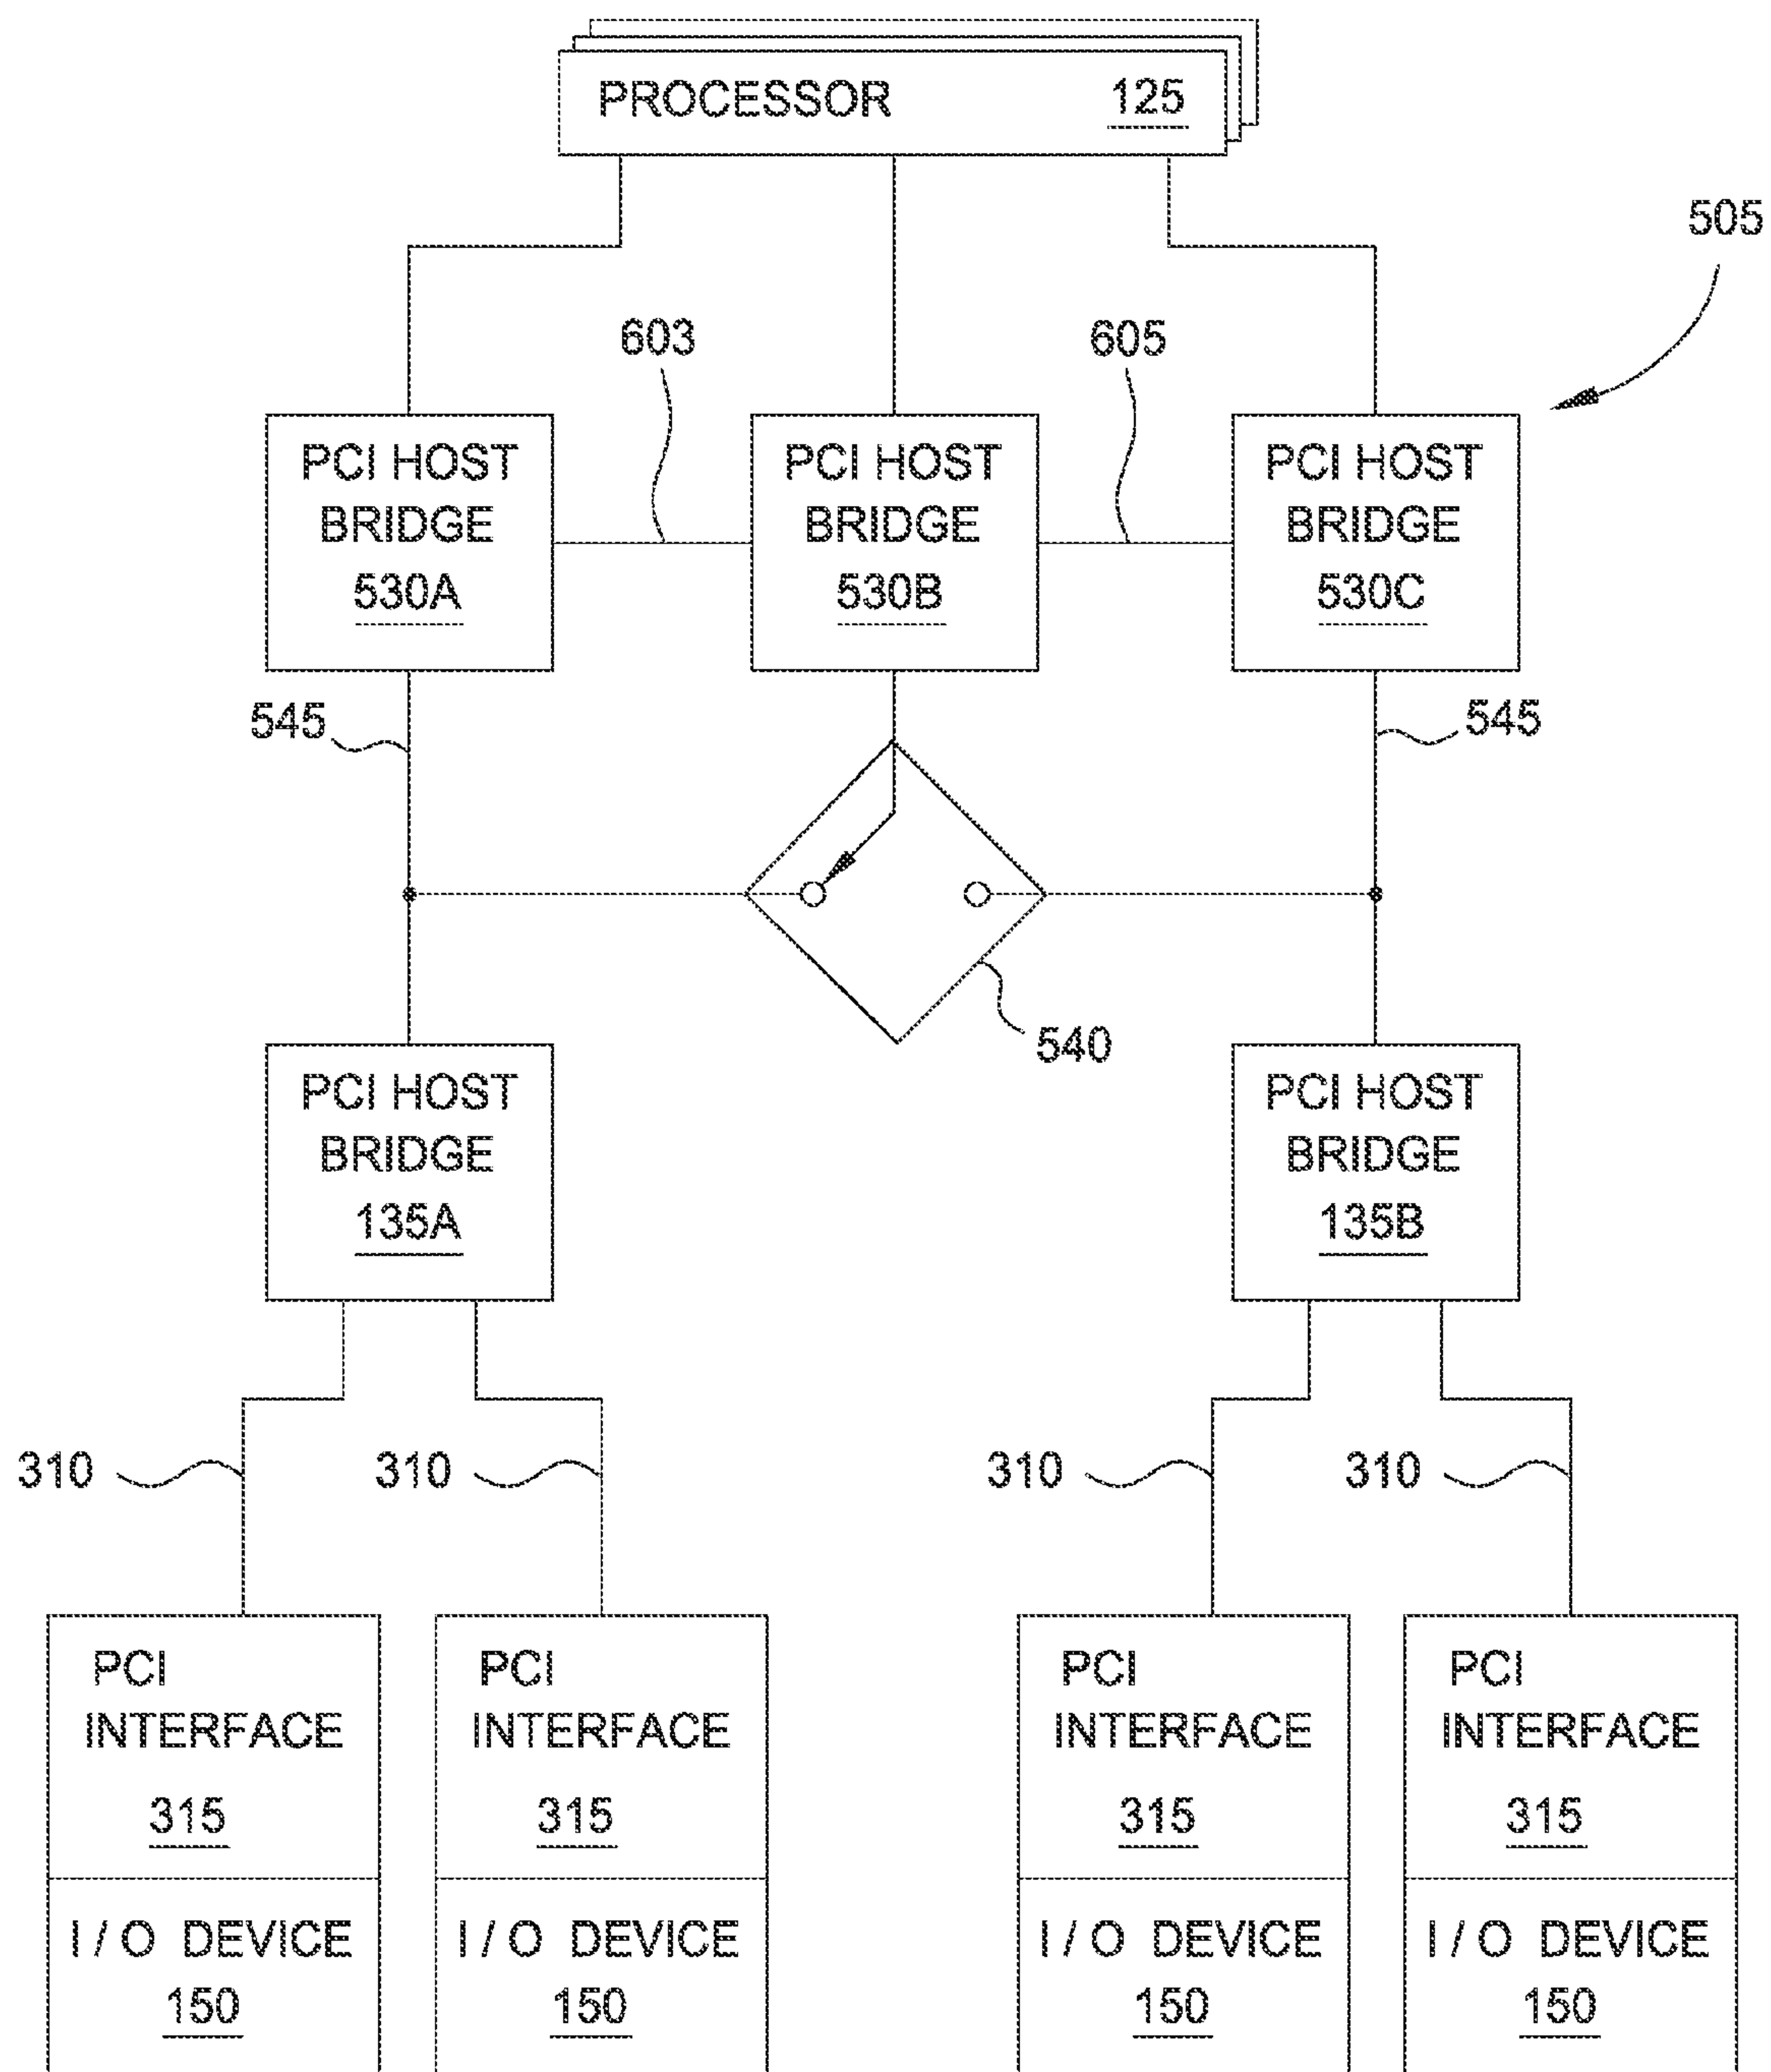 PROCESSOR 125
505
603 605
PCI HOST BRIDGE 530A
PCI HOST BRIDGE 530B
PCI HOST BRIDGE 530C
545 545
540
PCI HOST BRIDGE 135A
PCI HOST BRIDGE 135B
310 310 310 310
PCI INTERFACE 315
PCI INTERFACE 315
PCI INTERFACE 315
PCI INTERFACE 315
I / O DEVICE 150
I / O DEVICE 150
I / O DEVICE 150
I / O DEVICE 150